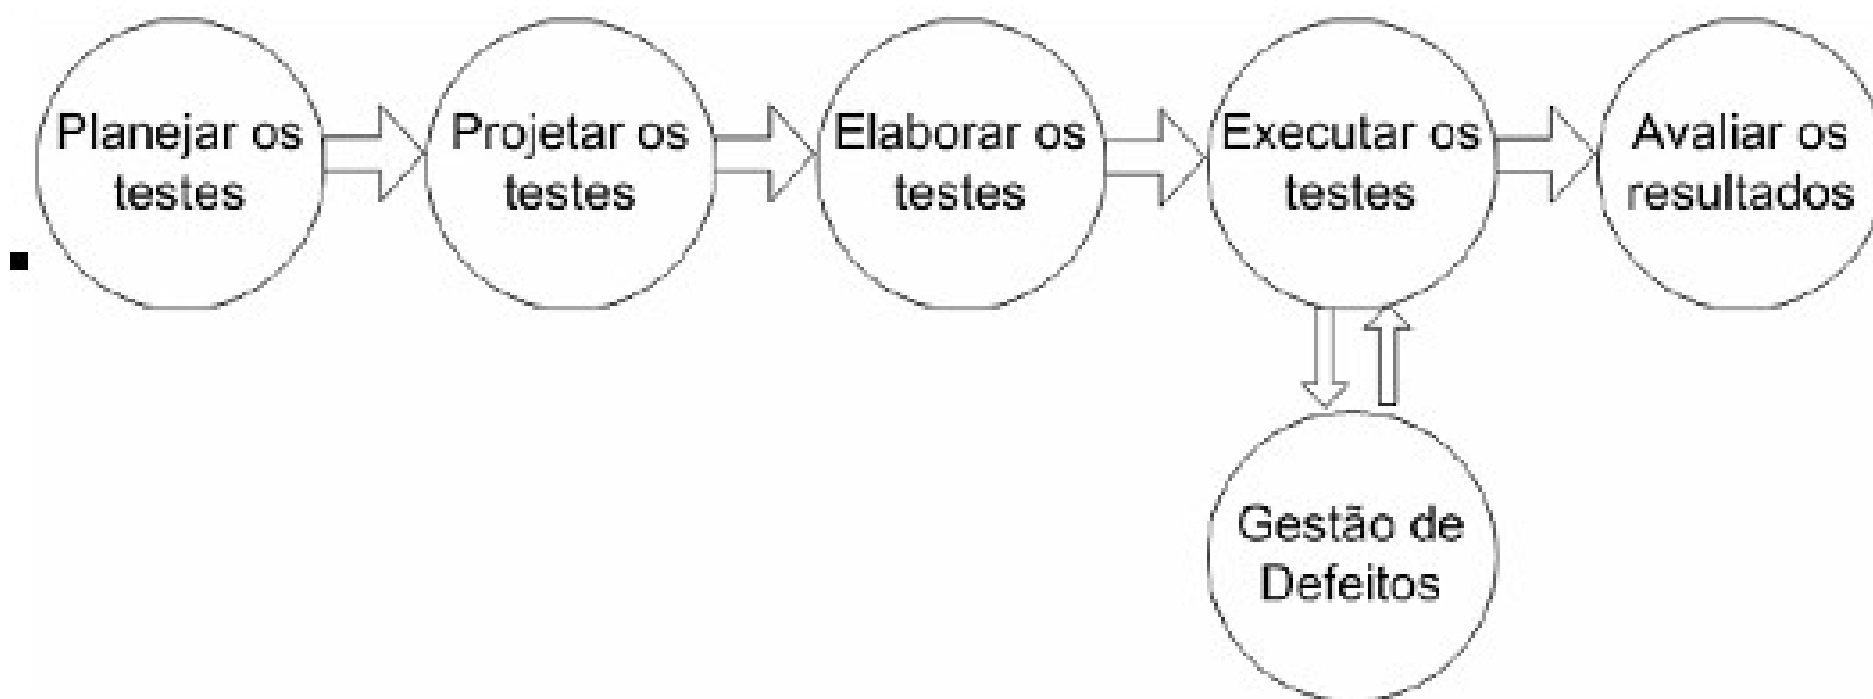 Planejar os
testes
Projetar os
testes
Elaborar os
testes
Executar os
testes
Avaliar os
resultados
Gestão de
Defeitos